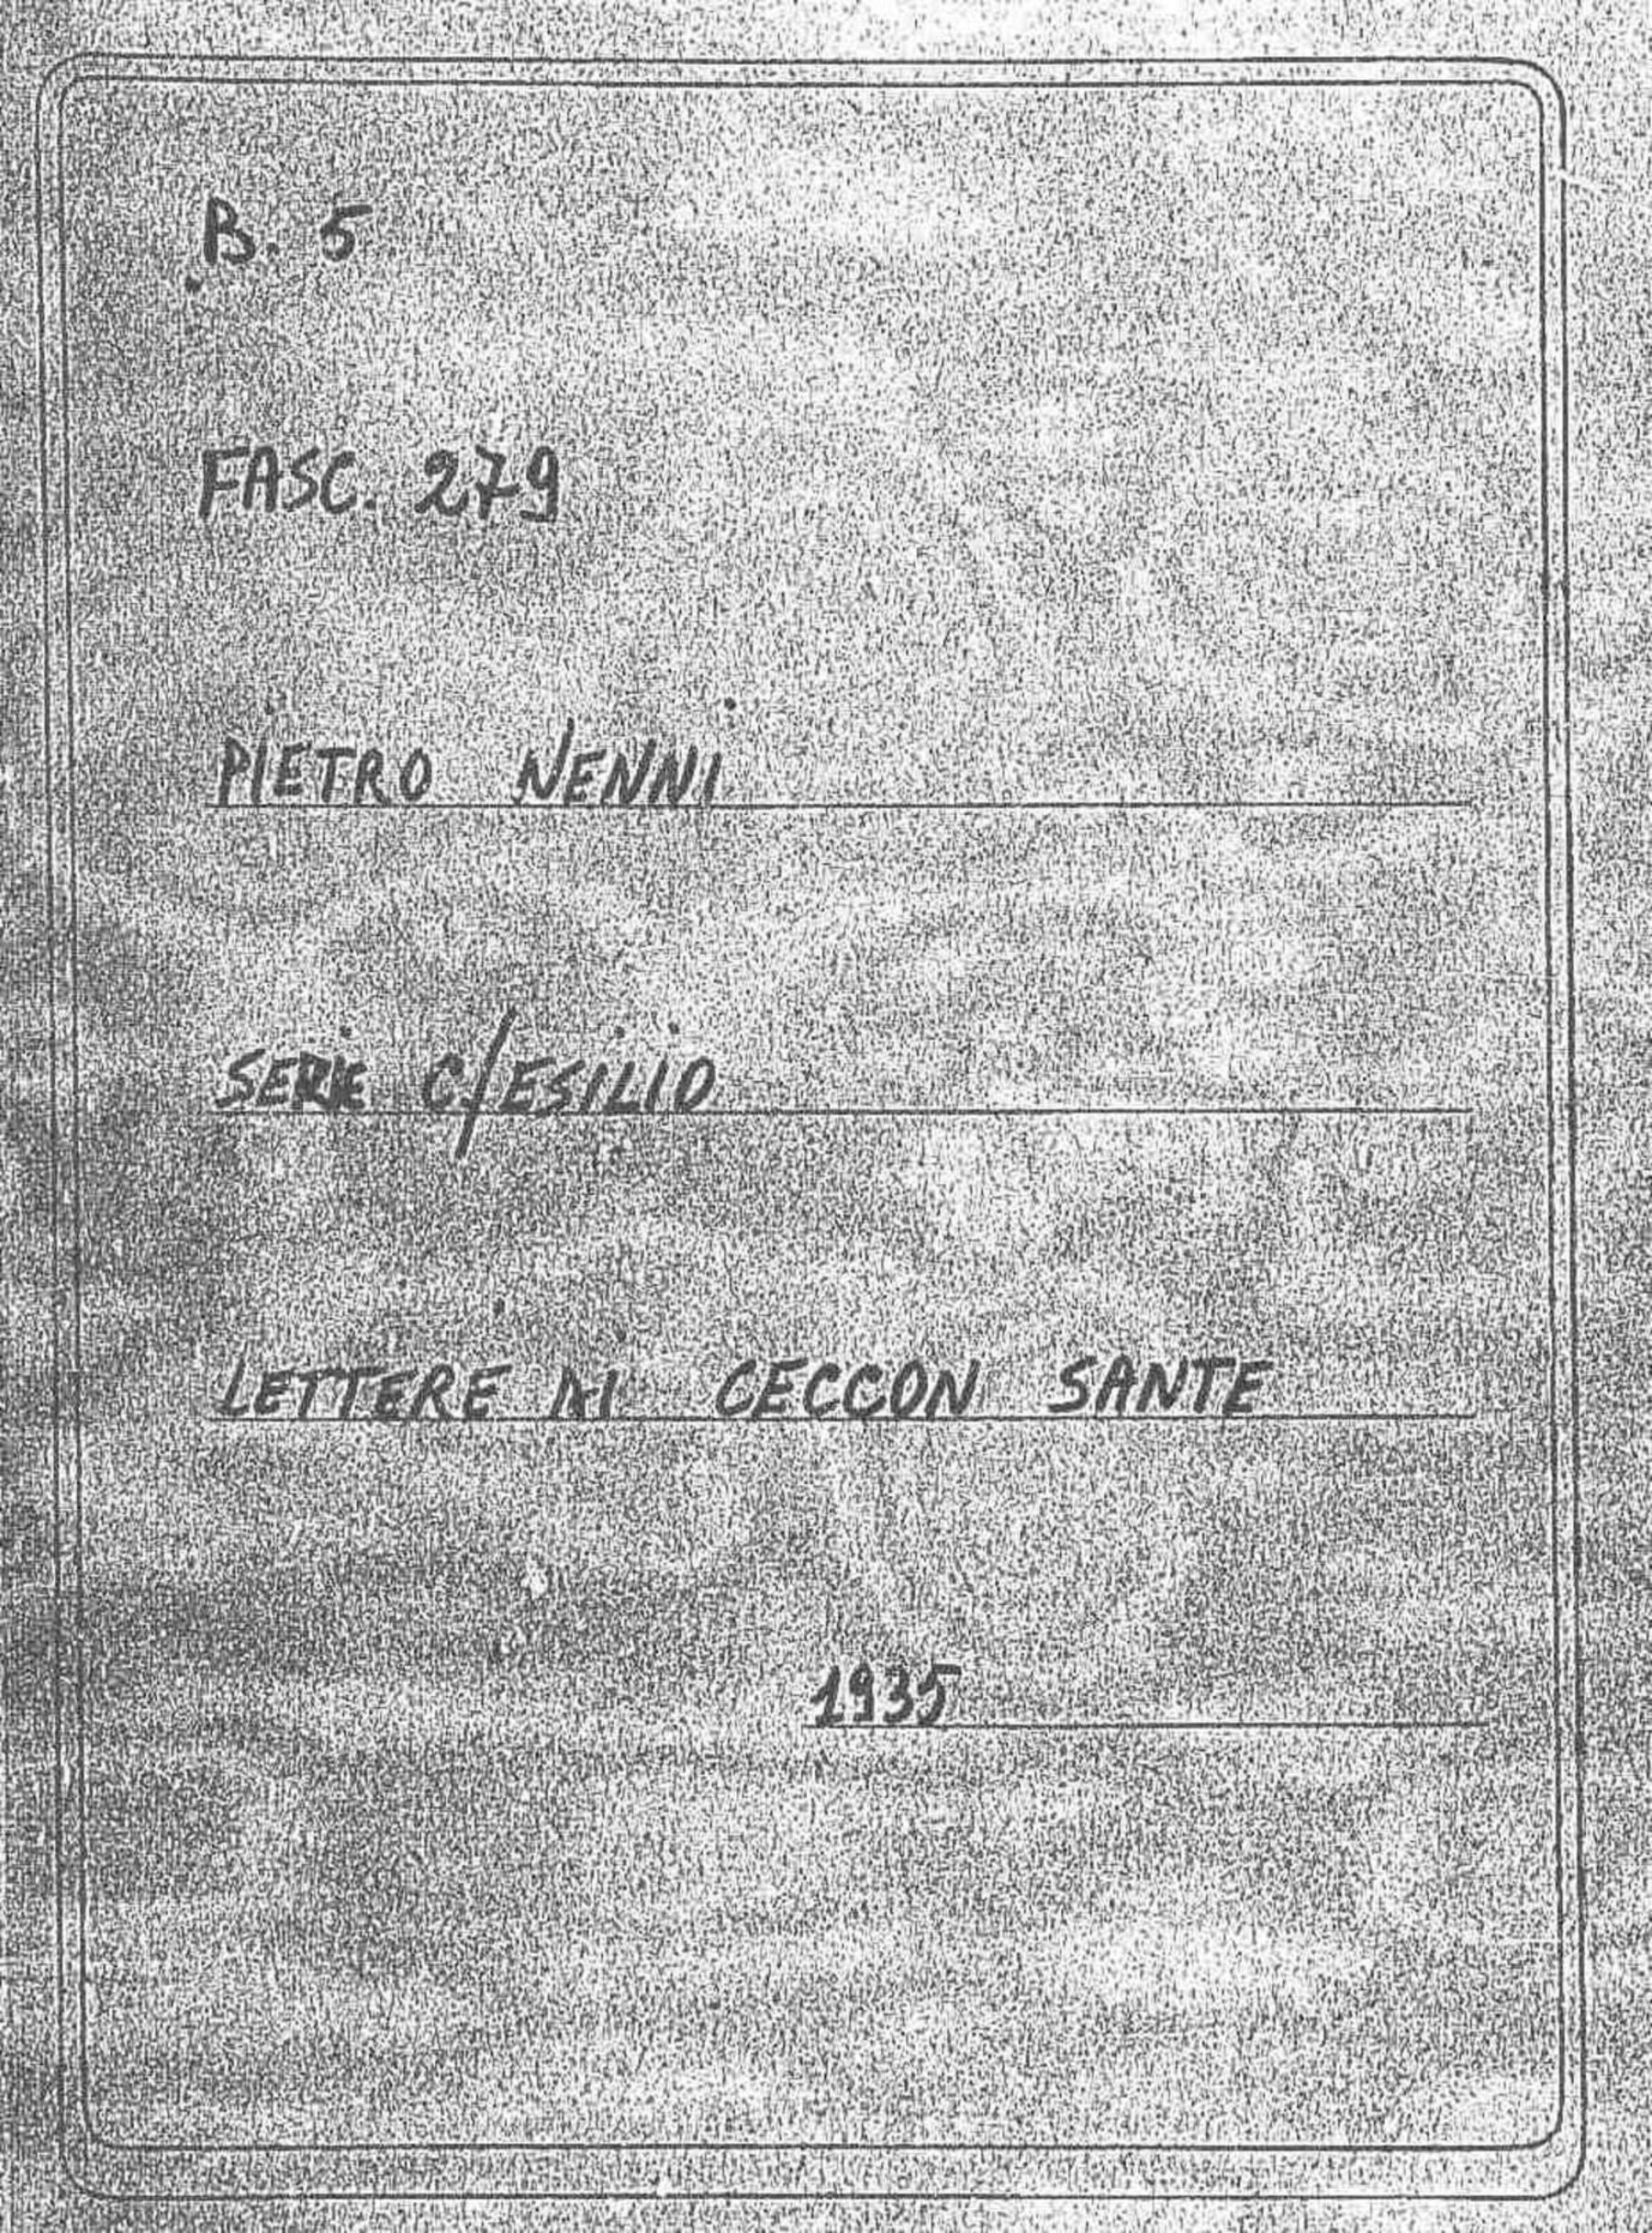 B. 5
FASC. 279
PIETRO NENNI
SERIE C/ESILIO
LETTERE DI CECCON SANTE
1935